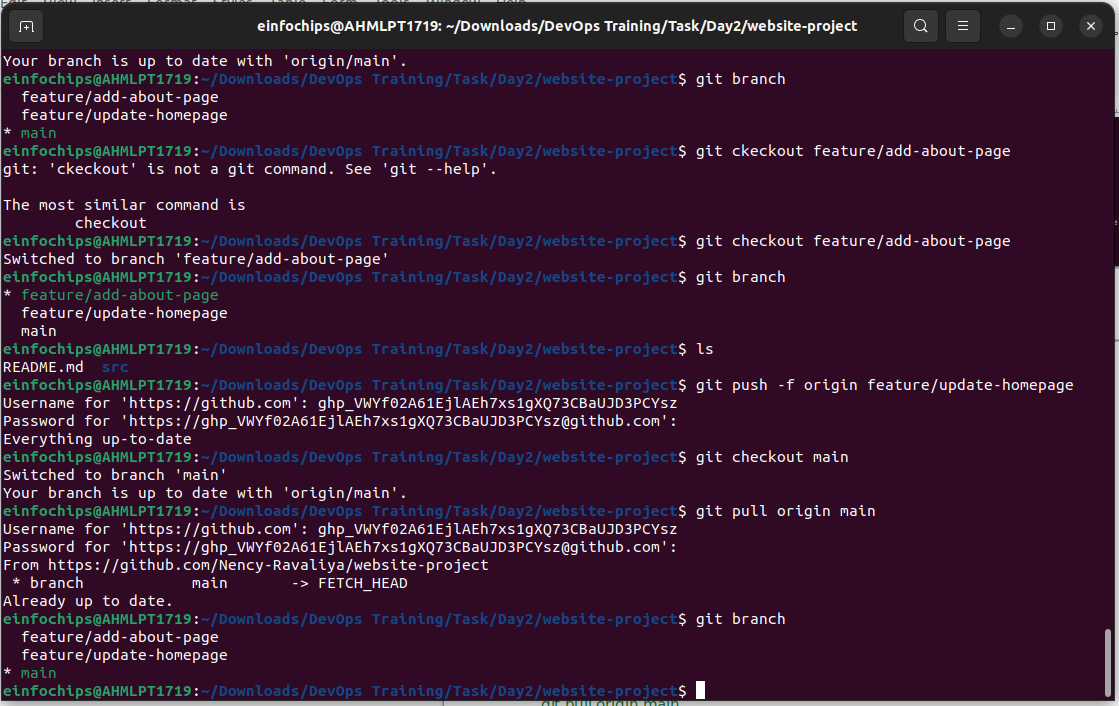 einfochips@AHMLPT1719: ~/Downloads/DevOps Training/Task/Day2/website-project
Your branch is up to date with 'origin/main'.
einfochips@AHMLPT1719:~/Downloads/DevOps Training/Task/Day2/website-project$ git branch
feature/add-about-page
feature/update-homepage
* main
einfochips@AHMLPT1719:~/Downloads/DevOps Training/Task/Day2/website-project$ git ckeckout feature/add-about-page
git: 'ckeckout' is not a git command. See 'git --help'.
The most similar command is
checkout
einfochips@AHMLPT1719:~/Downloads/DevOps Training/Task/Day2/website-project$ git checkout feature/add-about-page
Switched to branch 'feature/add-about-page'
einfochips@AHMLPT1719:~/Downloads/DevOps Training/Task/Day2/website-project$ git branch
* feature/add-about-page
feature/update-homepage
main
einfochips@AHMLPT1719:~/Downloads/DevOps Training/Task/Day2/website-project$ ls
README.md src
einfochips@AHMLPT1719:~/Downloads/DevOps Training/Task/Day2/website-project$ git push -f origin feature/update-homepage
Username for 'https://github.com': [access token redacted]
Password for 'https://[access token redacted]@github.com':
Everything up-to-date
einfochips@AHMLPT1719:~/Downloads/DevOps Training/Task/Day2/website-project$ git checkout main
Switched to branch 'main'
Your branch is up to date with 'origin/main'.
einfochips@AHMLPT1719:~/Downloads/DevOps Training/Task/Day2/website-project$ git pull origin main
Username for 'https://github.com': [access token redacted]
Password for 'https://[access token redacted]@github.com':
From https://github.com/Nency-Ravaliya/website-project
* branch main -> FETCH_HEAD
Already up to date.
einfochips@AHMLPT1719:~/Downloads/DevOps Training/Task/Day2/website-project$ git branch
feature/add-about-page
feature/update-homepage
* main
einfochips@AHMLPT1719:~/Downloads/DevOps Training/Task/Day2/website-project$